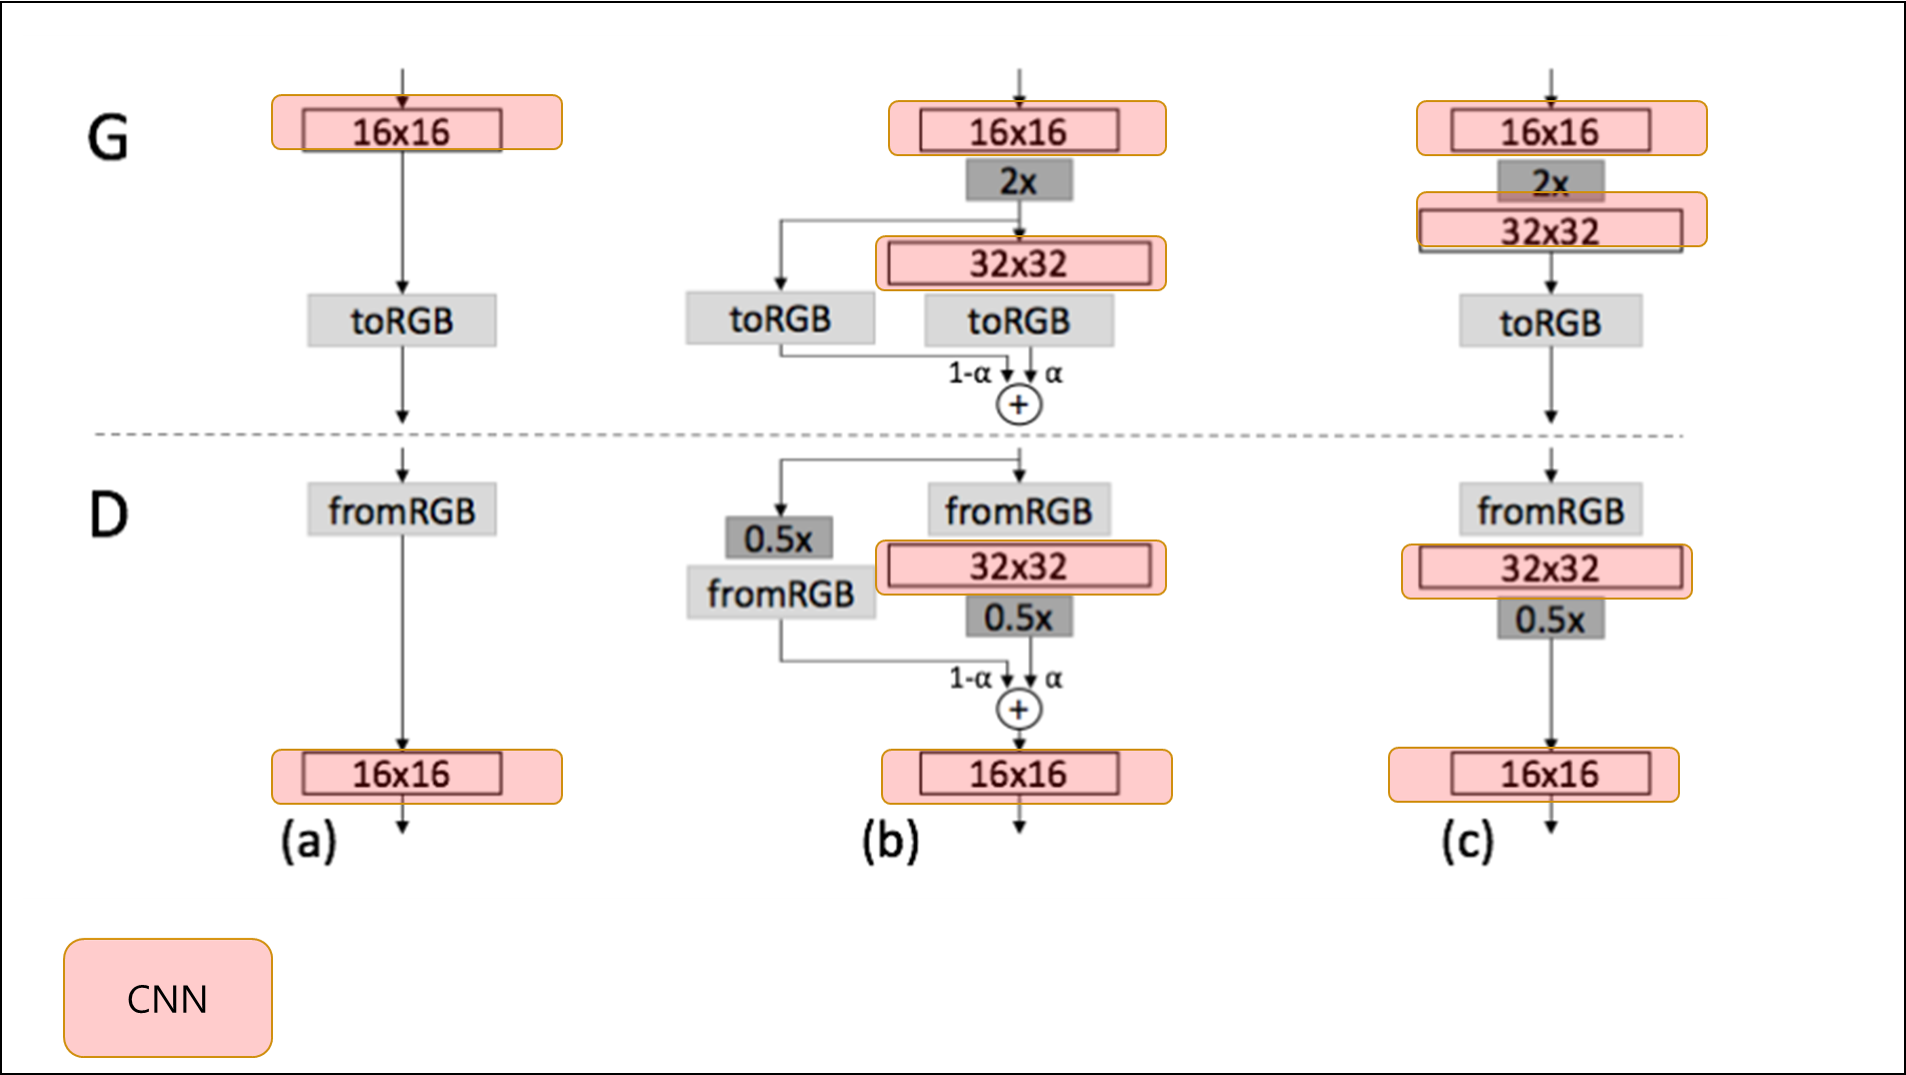 G
16x16
toRGB
16x16
2x
32x32
toRGB
toRGB
1-α
α
+
16x16
2x
32x32
toRGB
D
fromRGB
16x16
(a)
0.5x
fromRGB
fromRGB
32x32
0.5x
1-α
α
+
16x16
(b)
fromRGB
32x32
0.5x
16x16
(c)
CNN